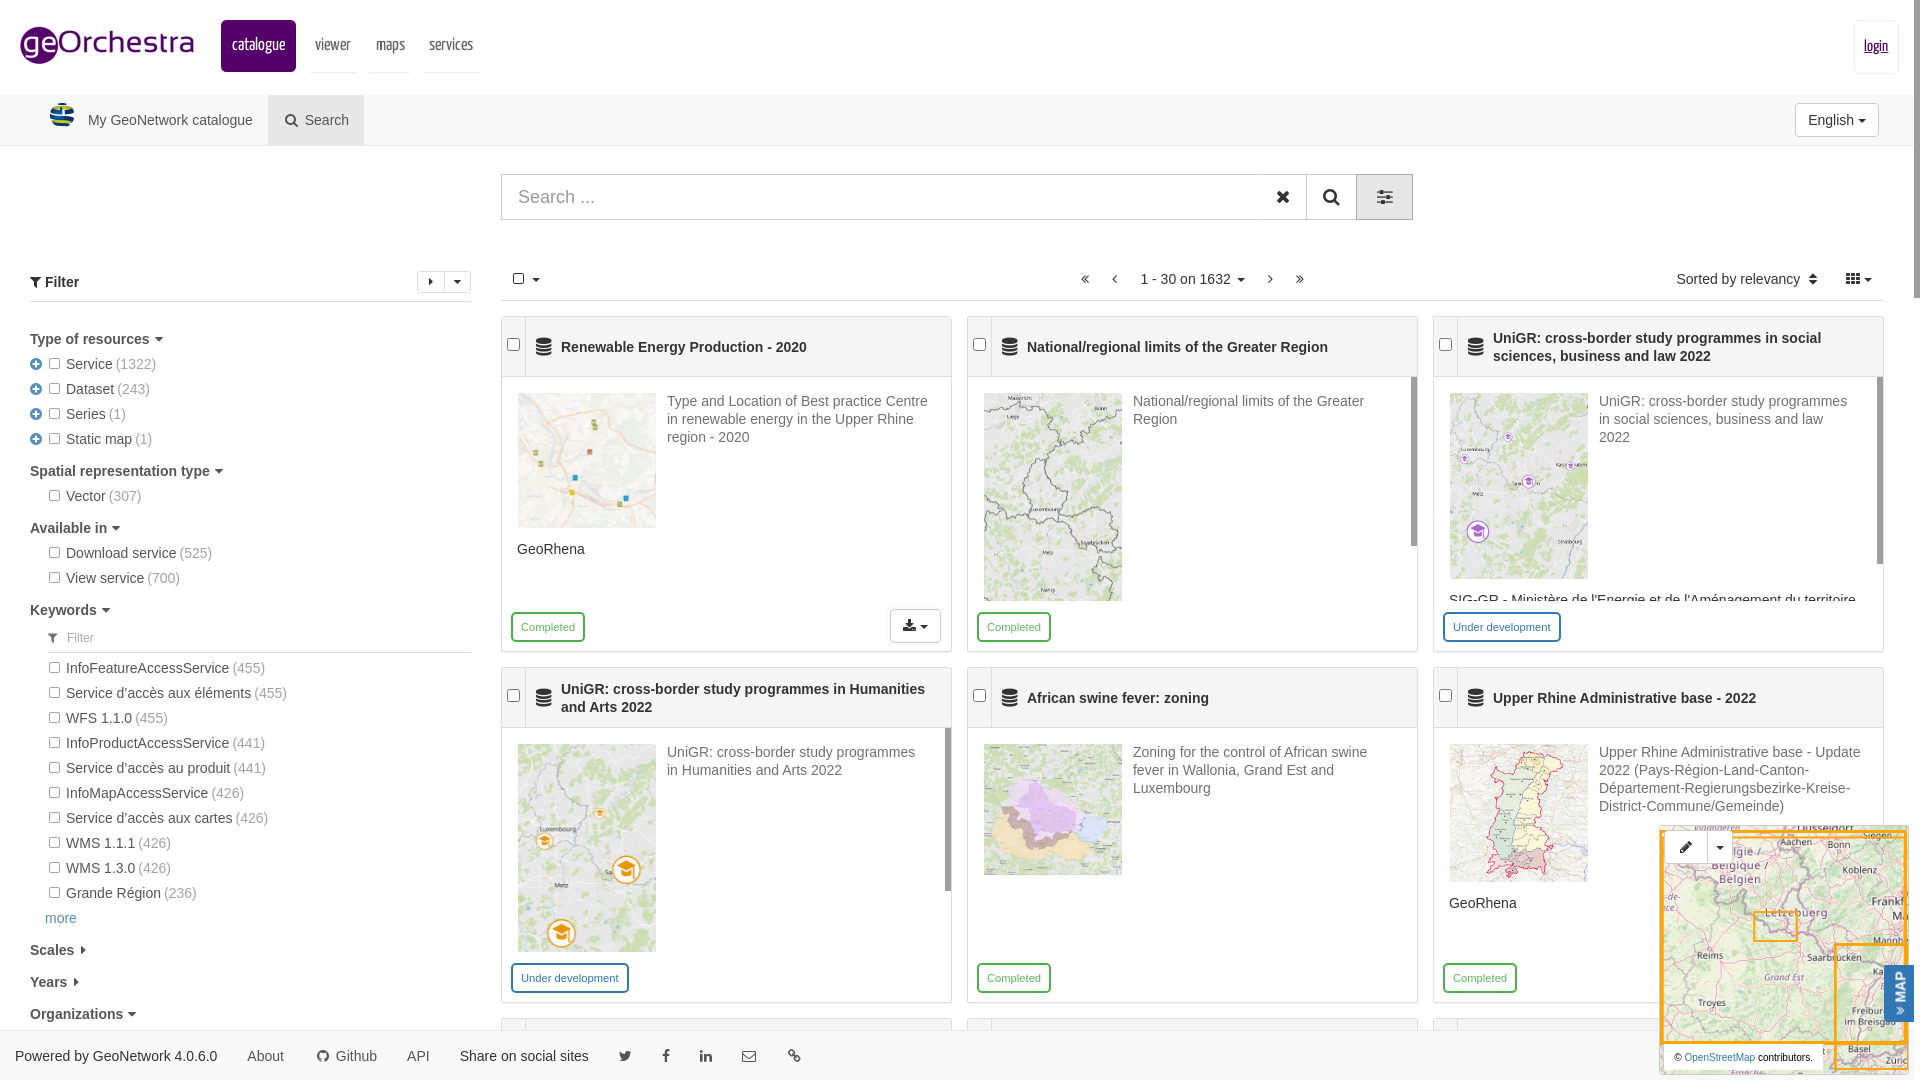 geOrchestra
catalogue
viewer
maps
services
login
My GeoNetwork catalogue
Search
English
Search ...
Filter
1 - 30 on 1632
Sorted by relevancy
Type of resources
Service (1322)
Dataset (243)
Series (1)
Static map (1)
Spatial representation type
Vector (307)
Available in
Download service (525)
View service (700)
Keywords
Filter
InfoFeatureAccessService (455)
Service d’accès aux éléments (455)
WFS 1.1.0 (455)
InfoProductAccessService (441)
Service d’accès au produit (441)
InfoMapAccessService (426)
Service d’accès aux cartes (426)
WMS 1.1.1 (426)
WMS 1.3.0 (426)
Grande Région (236)
more
Scales
Years
Organizations
Renewable Energy Production - 2020
Type and Location of Best practice Centre
in renewable energy in the Upper Rhine
region - 2020
GeoRhena
Completed
National/regional limits of the Greater Region
National/regional limits of the Greater
Region
Maastricht
Bonn
Liège
Luxembourg
Saarbrücken
Metz
Nancy
Completed
UniGR: cross-border study programmes in social
sciences, business and law 2022
UniGR: cross-border study programmes
in social sciences, business and law
2022
Luxembourg
Metz
Strasbourg
SIG-GR - Ministère de l'Energie et de l'Aménagement du territoire
Under development
UniGR: cross-border study programmes in Humanities
and Arts 2022
UniGR: cross-border study programmes
in Humanities and Arts 2022
Luxembourg
Metz
Under development
African swine fever: zoning
Zoning for the control of African swine
fever in Wallonia, Grand Est and
Luxembourg
Completed
Upper Rhine Administrative base - 2022
Upper Rhine Administrative base - Update
2022 (Pays-Région-Land-Canton-
Département-Regierungsbezirke-Kreise-
District-Commune/Gemeinde)
GeoRhena
Completed
Düsseldorf
Siegen
Aachen
Bonn
Belgique /
Belgien
Koblenz
Lëtzebuerg
Reims
Saarbrücken
Grand Est
Troyes
Freiburg
im Breisgau
Basel
MAP
© OpenStreetMap contributors.
Powered by GeoNetwork 4.0.6.0
About
Github
API
Share on social sites